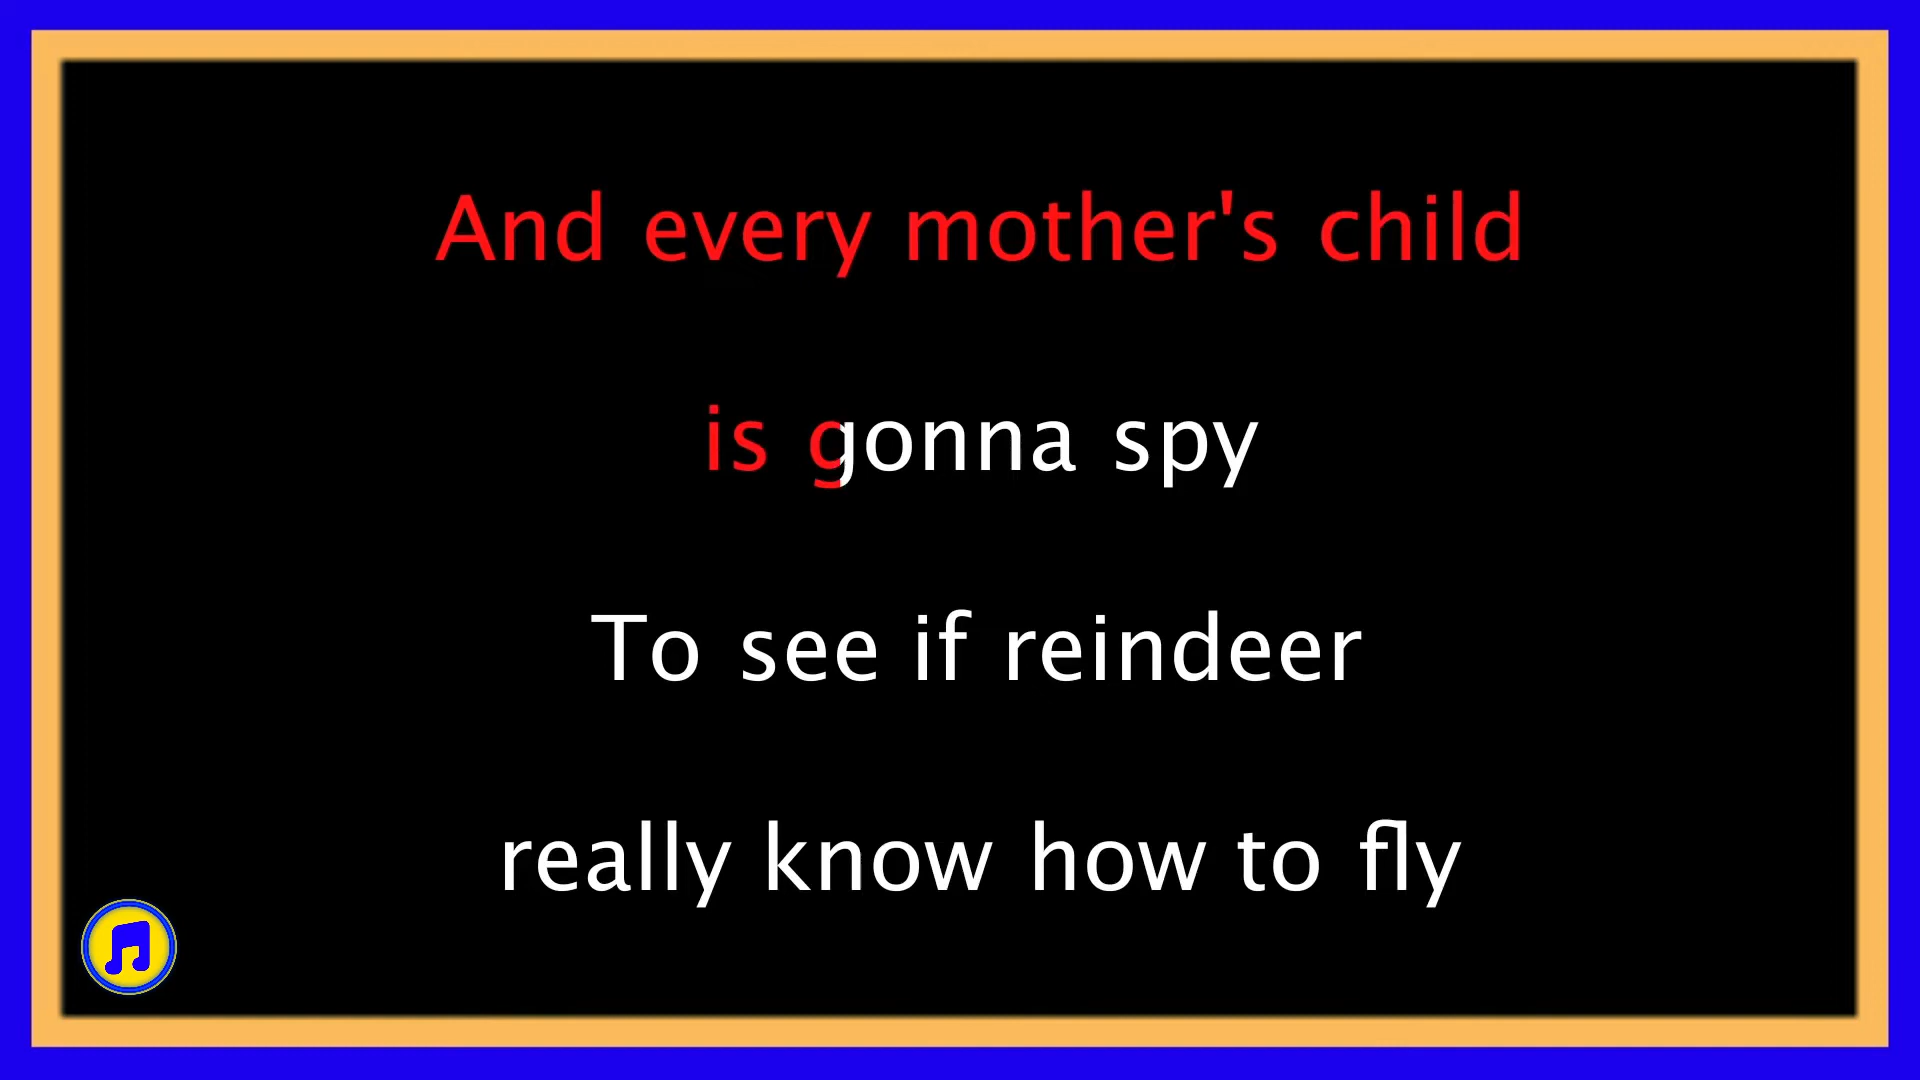 And every mother's child
is gonna spy
To see if reindeer
really know how to fly